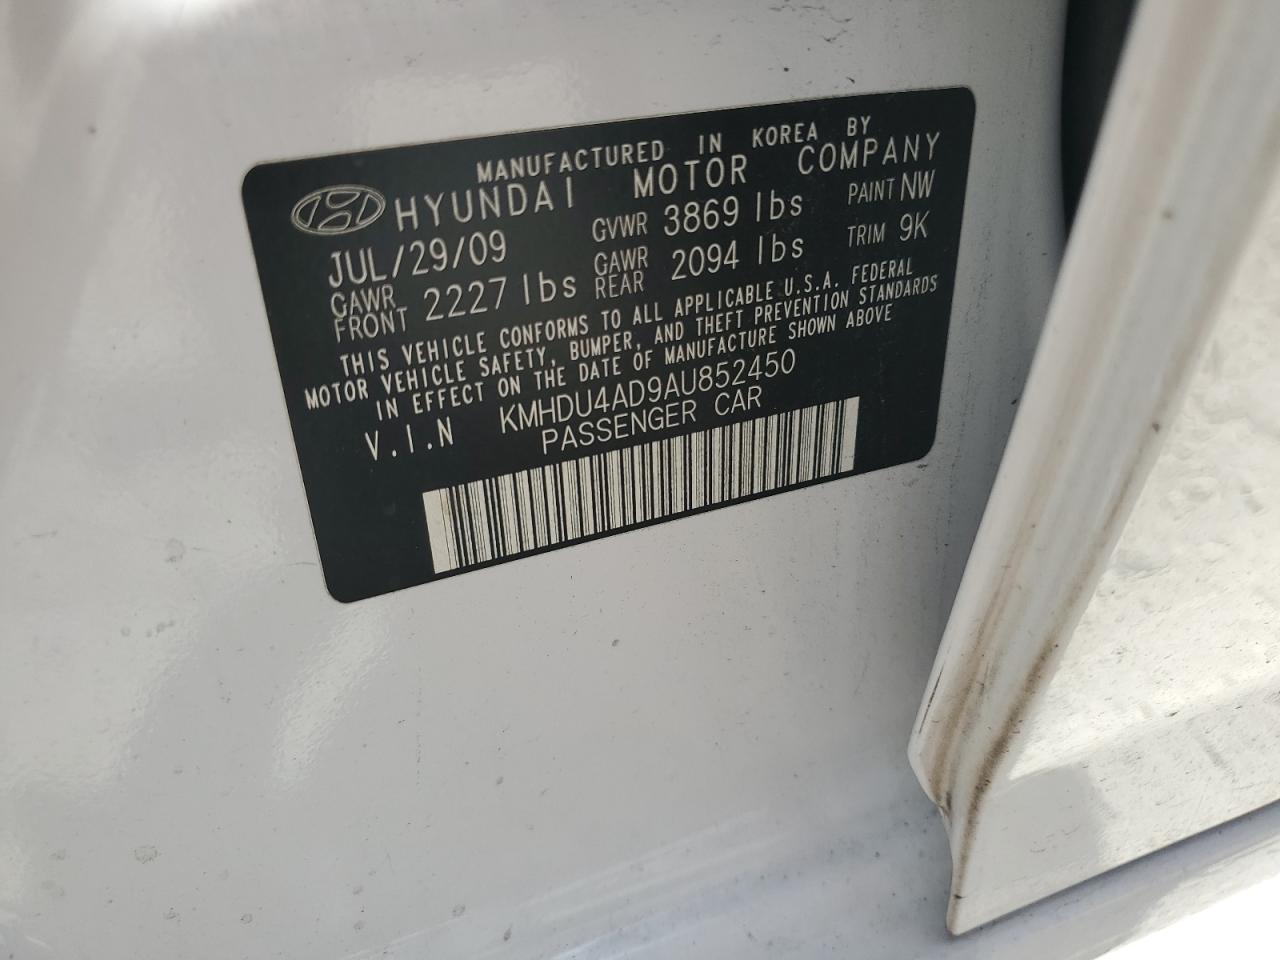 MANUFACTURED IN KOREA BY
HYUNDAI MOTOR COMPANY
JUL/29/09 GVWR 3869 lbs PAINT NW
GAWR FRONT 2227 lbs GAWR REAR 2094 lbs TRIM 9K
THIS VEHICLE CONFORMS TO ALL APPLICABLE U.S.A. FEDERAL
MOTOR VEHICLE SAFETY, BUMPER, AND THEFT PREVENTION STANDARDS
IN EFFECT ON THE DATE OF MANUFACTURE SHOWN ABOVE
V.I.N KMHDU4AD9AU852450
PASSENGER CAR